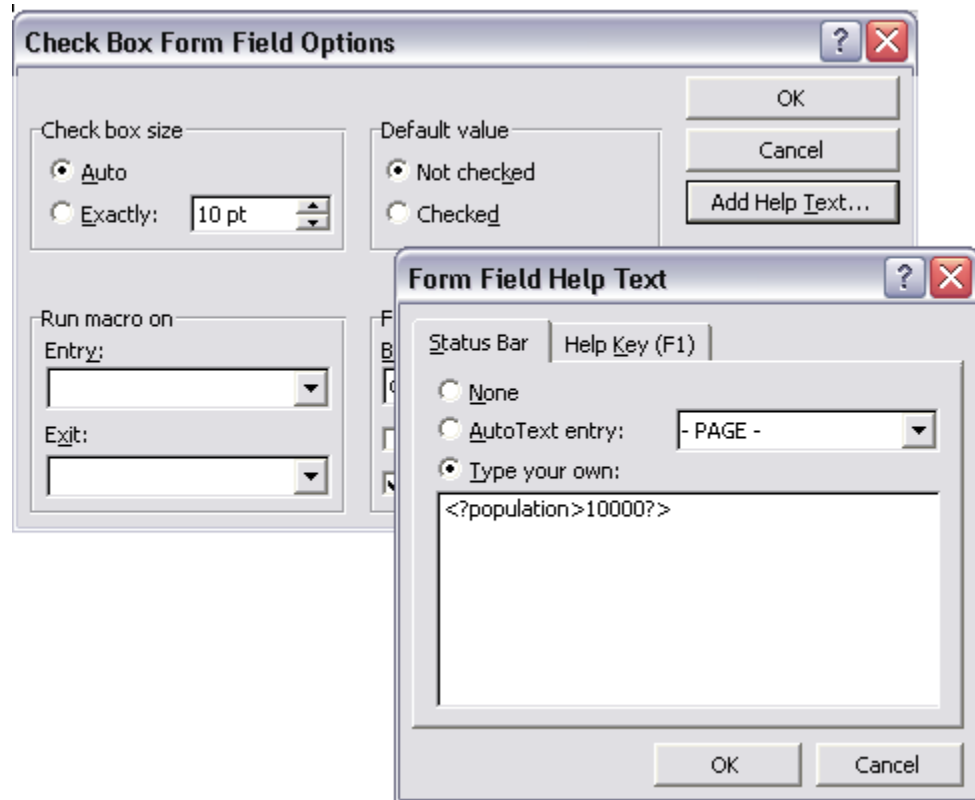 Check Box Form Field Options
OK
Check box size
Default value
Cancel
Auto
Not checked
Add Help Text...
Exactly:
10 pt
Checked
Form Field Help Text
Run macro on
Entry:
Exit:
Status Bar
Help Key (F1)
None
AutoText entry:
- PAGE -
Type your own:
<?population>10000?>
OK
Cancel